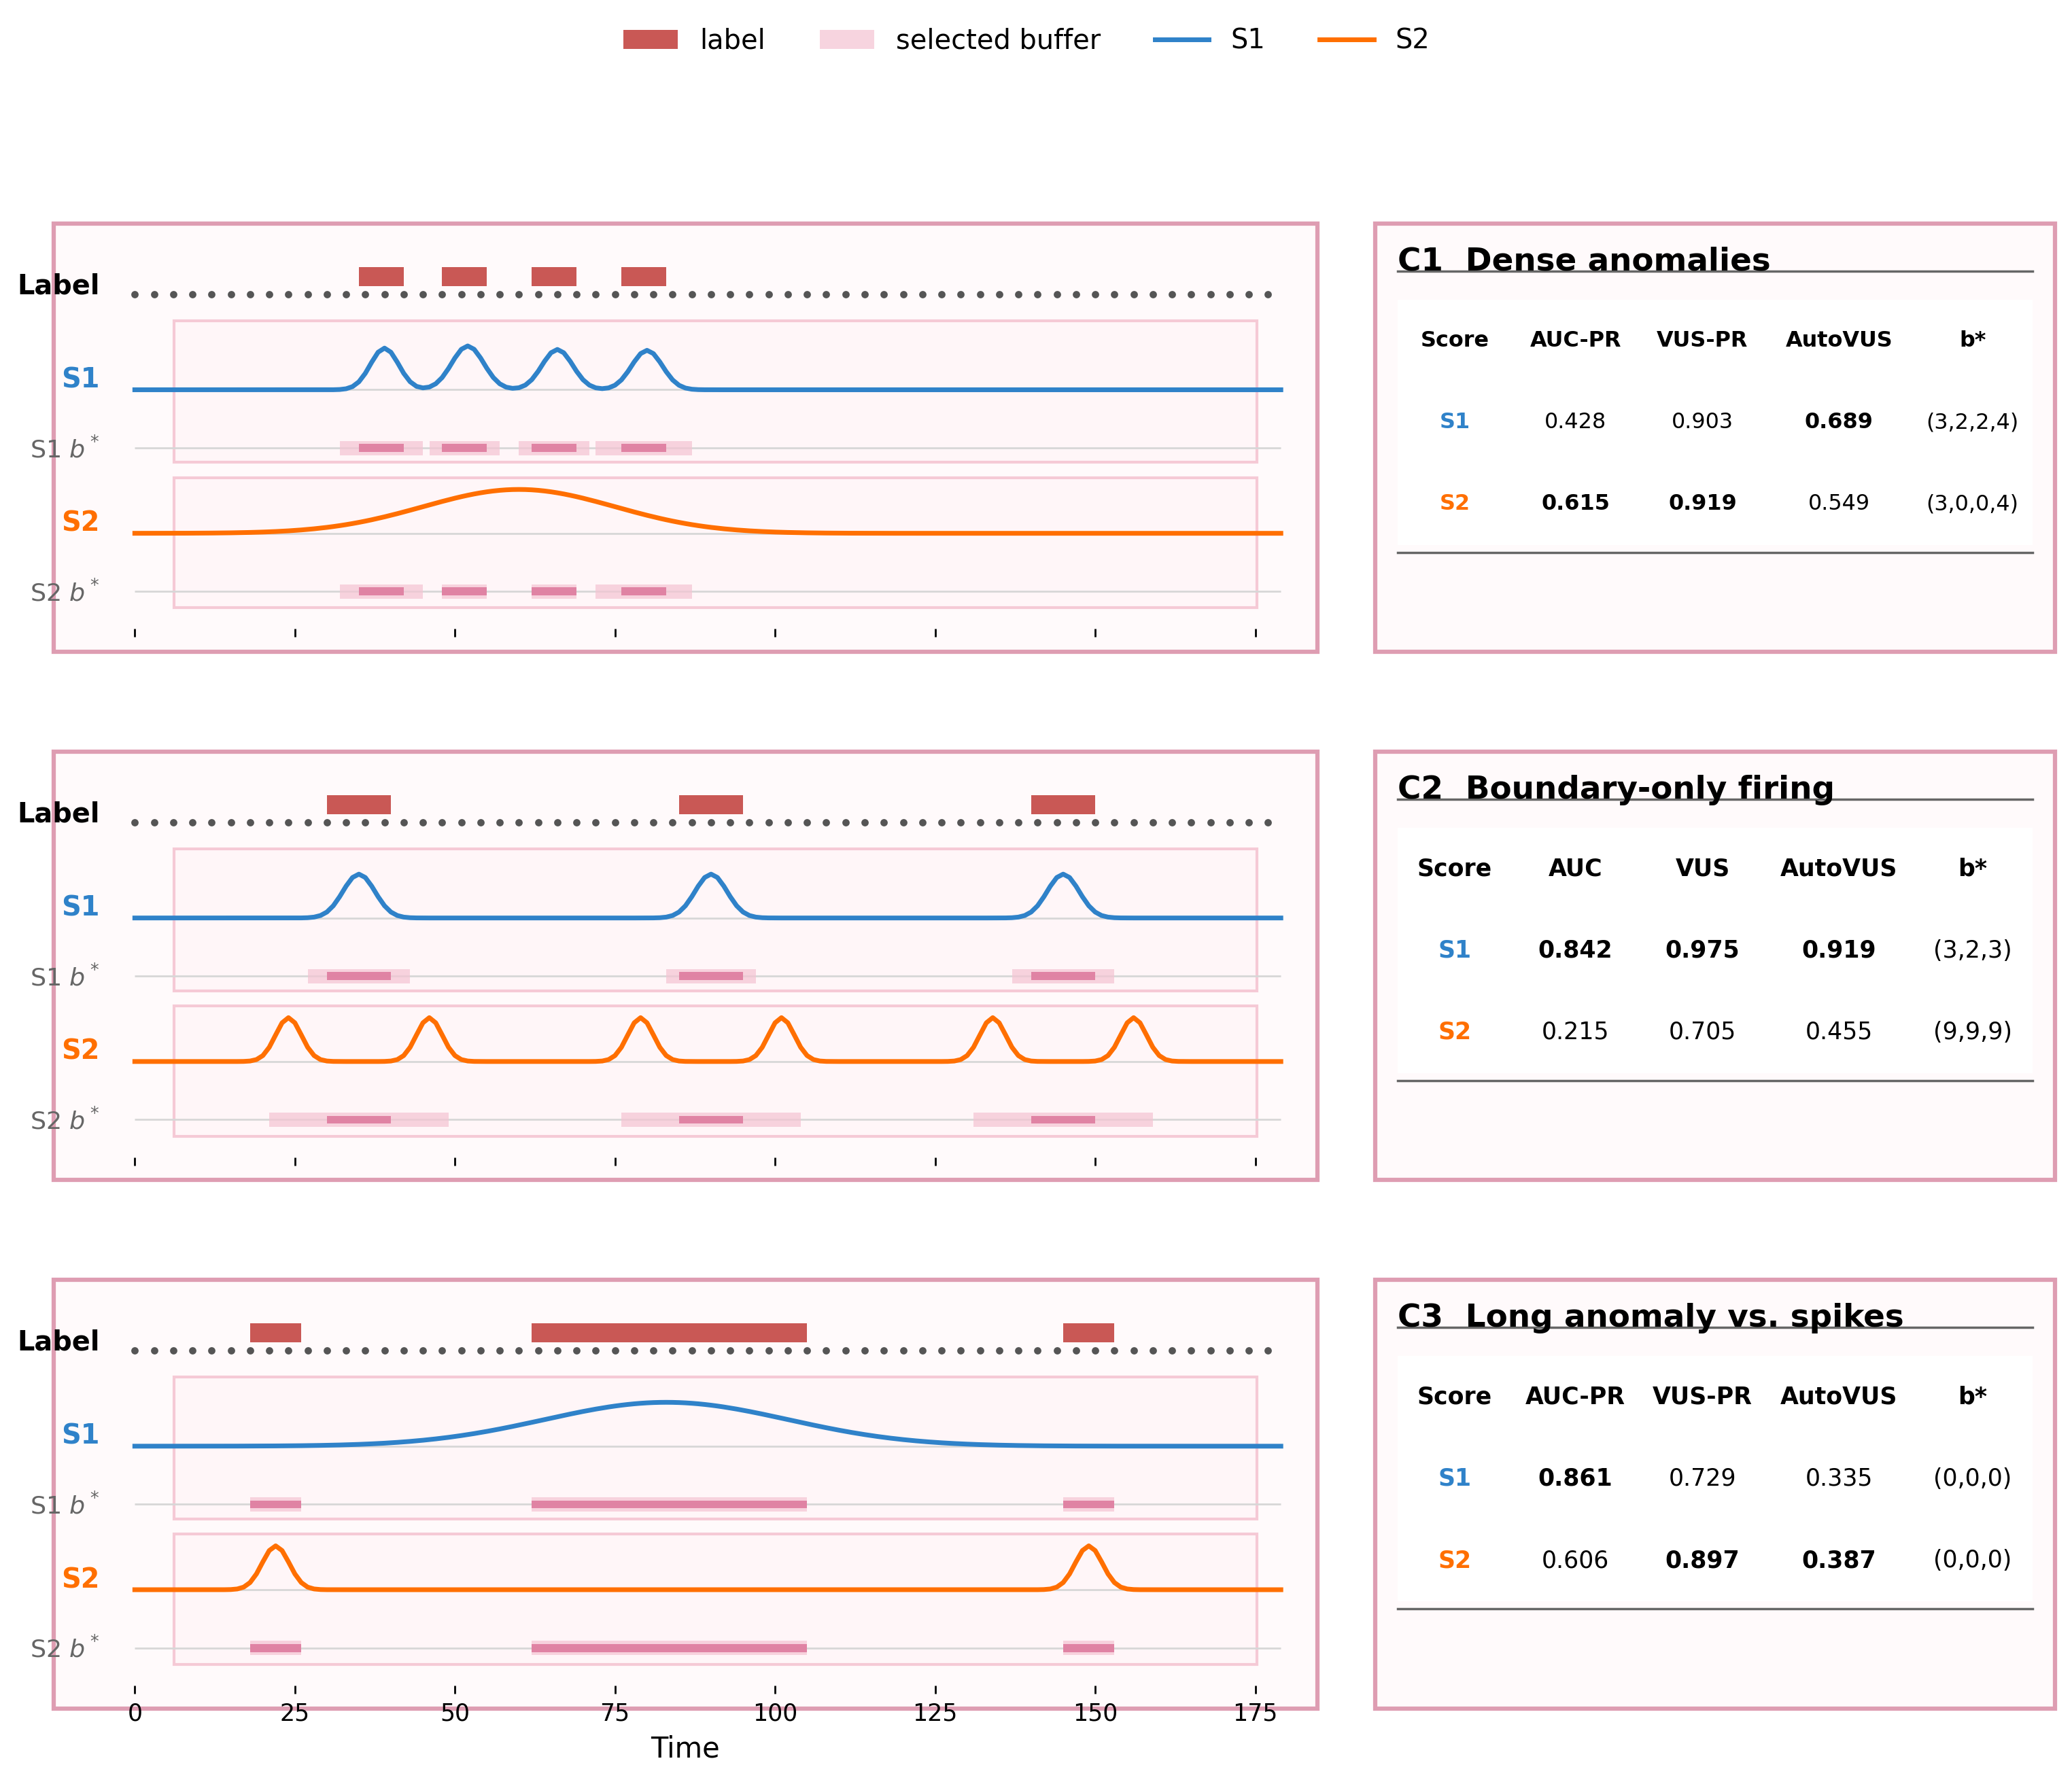 label selected buffer S1 S2
Label
S1
S1 b*
S2
S2 b*
C1 Dense anomalies
Score AUC-PR VUS-PR AutoVUS b*
S1 0.428 0.903 0.689 (3,2,2,4)
S2 0.615 0.919 0.549 (3,0,0,4)
Label
S1
S1 b*
S2
S2 b*
C2 Boundary-only firing
Score AUC VUS AutoVUS b*
S1 0.842 0.975 0.919 (3,2,3)
S2 0.215 0.705 0.455 (9,9,9)
Label
S1
S1 b*
S2
S2 b*
0 25 50 75 100 125 150 175
Time
C3 Long anomaly vs. spikes
Score AUC-PR VUS-PR AutoVUS b*
S1 0.861 0.729 0.335 (0,0,0)
S2 0.606 0.897 0.387 (0,0,0)